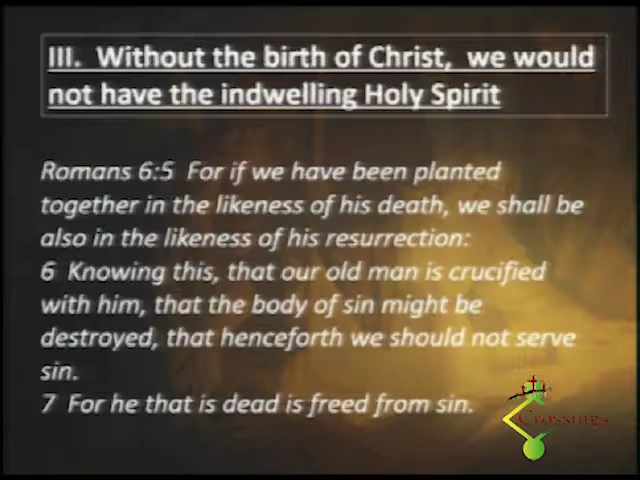 III. Without the birth of Christ, we would
not have the indwelling Holy Spirit
Romans 6:5 For if we have been planted
together in the likeness of his death, we shall be
also in the likeness of his resurrection:
6 Knowing this, that our old man is crucified
with him, that the body of sin might be
destroyed, that henceforth we should not serve
sin.
7 For he that is dead is freed from sin.
Crossings